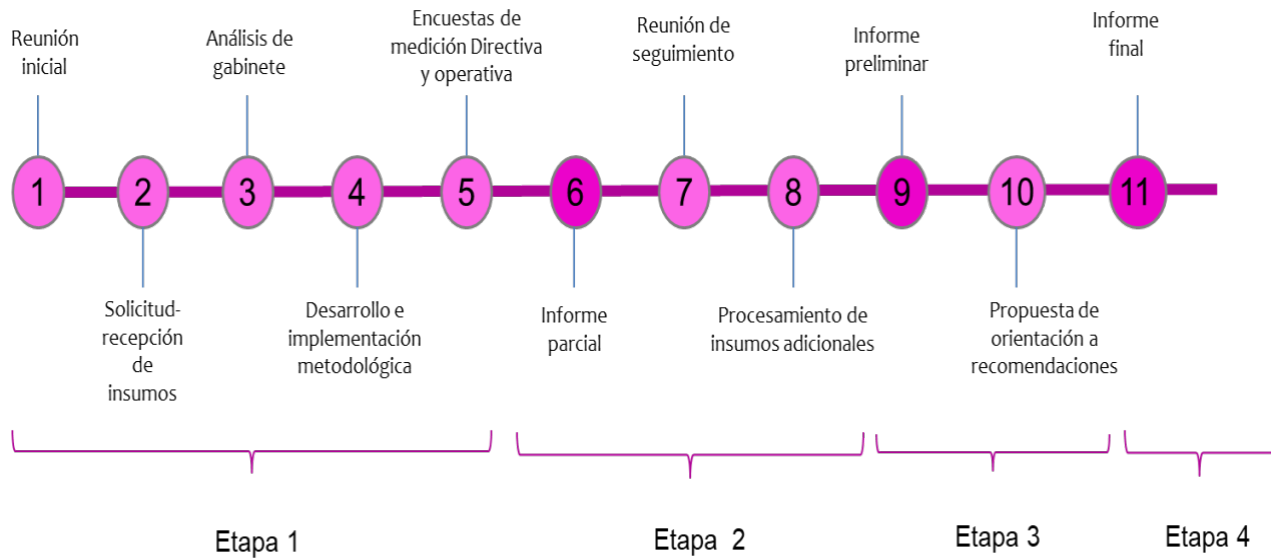 Reunión
inicial
Análisis de
gabinete
Encuestas de
medición Directiva
y operativa
Reunión de
seguimiento
Informe
preliminar
Informe
final
1
2
3
4
5
6
7
8
9
10
11
Solicitud-
recepción
de
insumos
Desarrollo e
implementación
metodológica
Informe
parcial
Procesamiento de
insumos adicionales
Propuesta de
orientación a
recomendaciones
Etapa 1
Etapa 2
Etapa 3
Etapa 4